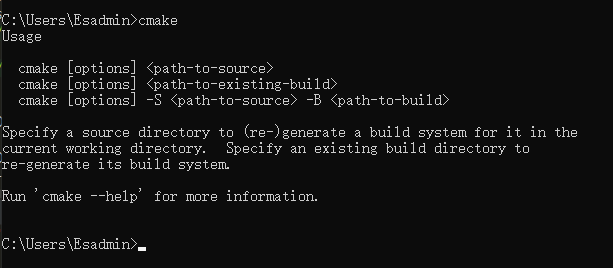 C:\Users\Esadmin>cmake
Usage
cmake [options] <path-to-source>
cmake [options] <path-to-existing-build>
cmake [options] -S <path-to-source> -B <path-to-build>
Specify a source directory to (re-)generate a build system for it in the
current working directory.  Specify an existing build directory to
re-generate its build system.
Run 'cmake --help' for more information.
C:\Users\Esadmin>